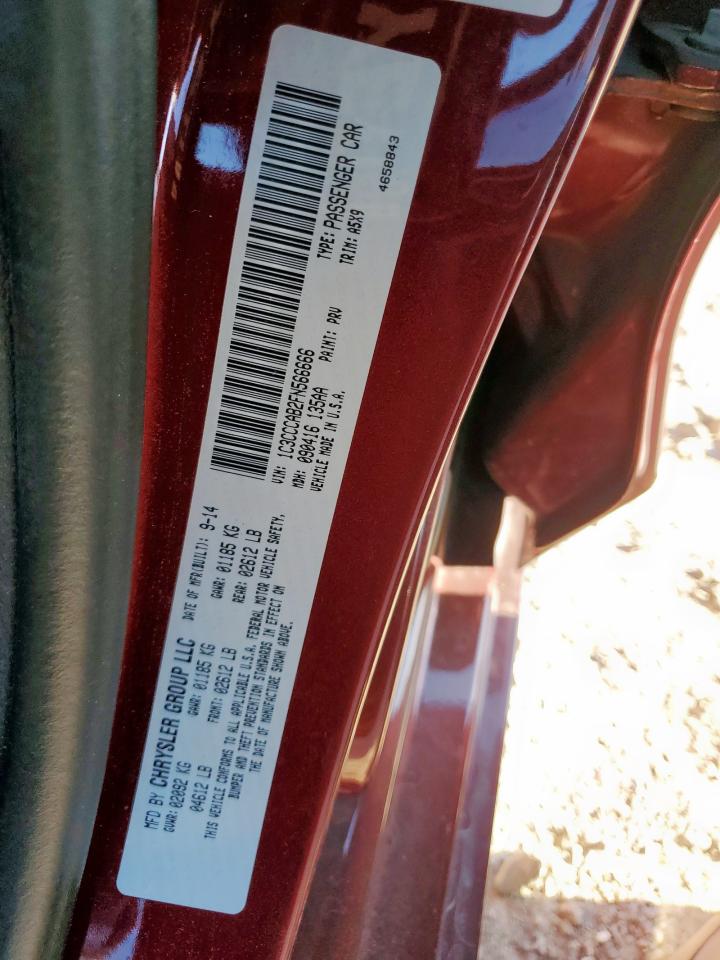 MFD BY CHRYSLER GROUP LLC DATE OF MFR(BUILT): 9-14
GVWR: 02092 KG GAWR: 01185 KG GAWR: 01185 KG
04612 LB FRONT: 02612 LB REAR: 02612 LB
THIS VEHICLE CONFORMS TO ALL APPLICABLE U.S.A. FEDERAL MOTOR VEHICLE SAFETY,
BUMPER AND THEFT PREVENTION STANDARDS IN EFFECT ON
THE DATE OF MANUFACTURE SHOWN ABOVE.
VIN: 1C3CCCAB2FN566666 TYPE: PASSENGER CAR
MDH: 090416 135AA PAINT: PRV TRIM: A5X9
VEHICLE MADE IN U.S.A.
4658843